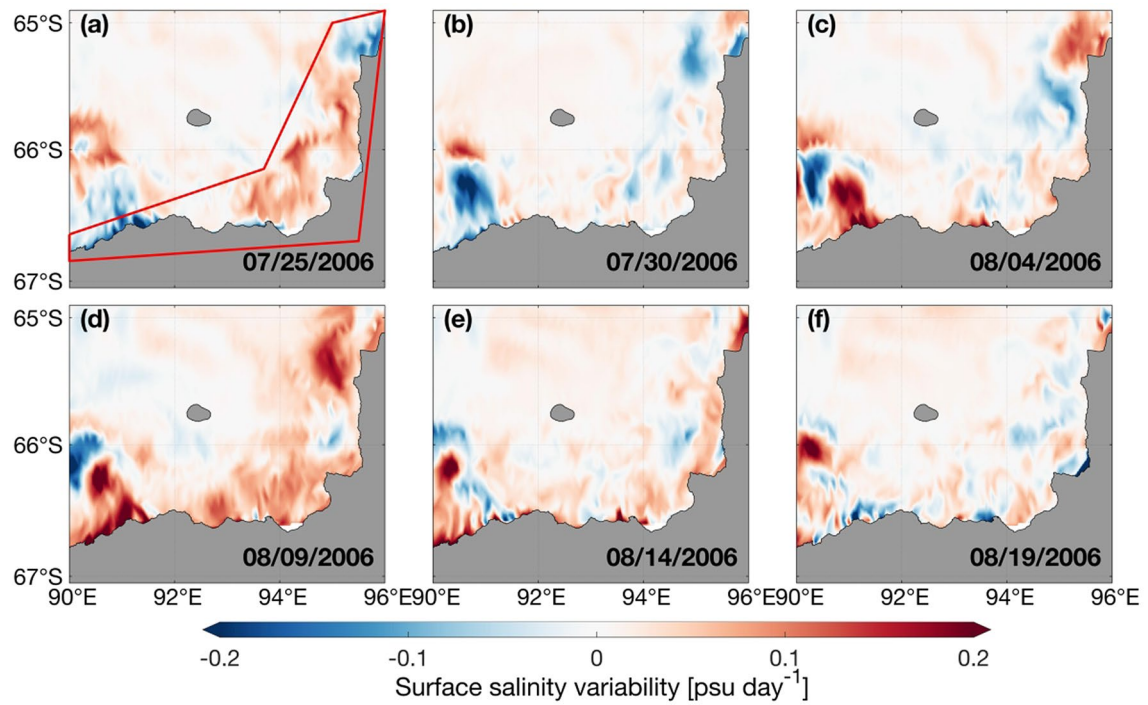 65°S (a) (b) (c)
66°S
07/25/2006 07/30/2006 08/04/2006
67°S
65°S (d) (e) (f)
66°S
08/09/2006 08/14/2006 08/19/2006
67°S
90°E 92°E 94°E 96°E90°E 92°E 94°E 96°E90°E 92°E 94°E 96°E
-0.2 -0.1 0 0.1 0.2
Surface salinity variability [psu day⁻¹]